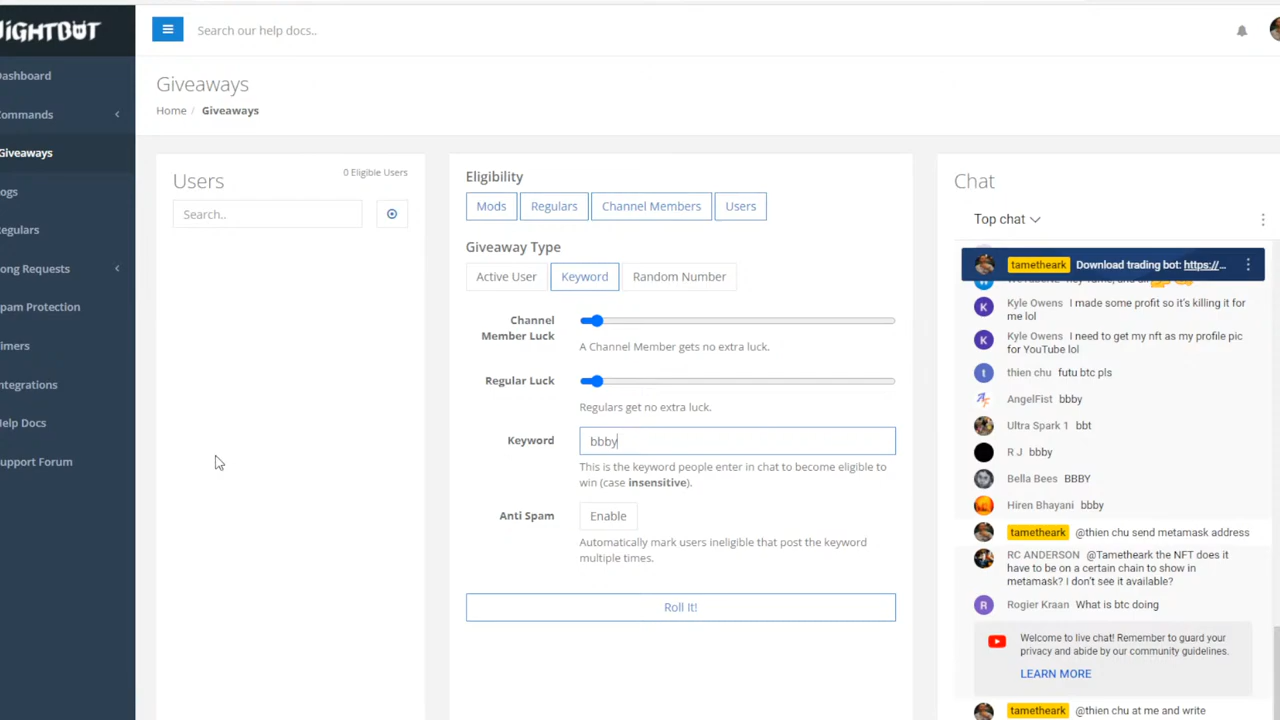 NIGHTBOT
Search our help docs..
Dashboard
Commands
Giveaways
ogs
Regulars
ong Requests
pam Protection
imers
ntegrations
Help Docs
upport Forum
Giveaways
Home / Giveaways
Users
0 Eligible Users
Search..
Eligibility
Mods
Regulars
Channel Members
Users
Giveaway Type
Active User
Keyword
Random Number
Channel
Member Luck
A Channel Member gets no extra luck.
Regular Luck
Regulars get no extra luck.
Keyword
bbby
This is the keyword people enter in chat to become eligible to
win (case insensitive).
Anti Spam
Enable
Automatically mark users ineligible that post the keyword
multiple times.
Roll It!
Chat
Top chat
tametheark Download trading bot: https://...
Kyle Owens I made some profit so it's killing it for
me lol
Kyle Owens I need to get my nft as my profile pic
for YouTube lol
thien chu futu btc pls
AngelFist bbby
Ultra Spark 1 bbt
R J bbby
Bella Bees BBBY
Hiren Bhayani bbby
tametheark @thien chu send metamask address
RC ANDERSON @Tametheark the NFT does it
have to be on a certain chain to show in
metamask? I don't see it available?
Rogier Kraan What is btc doing
Welcome to live chat! Remember to guard your
privacy and abide by our community guidelines.
LEARN MORE
tametheark @thien chu at me and write